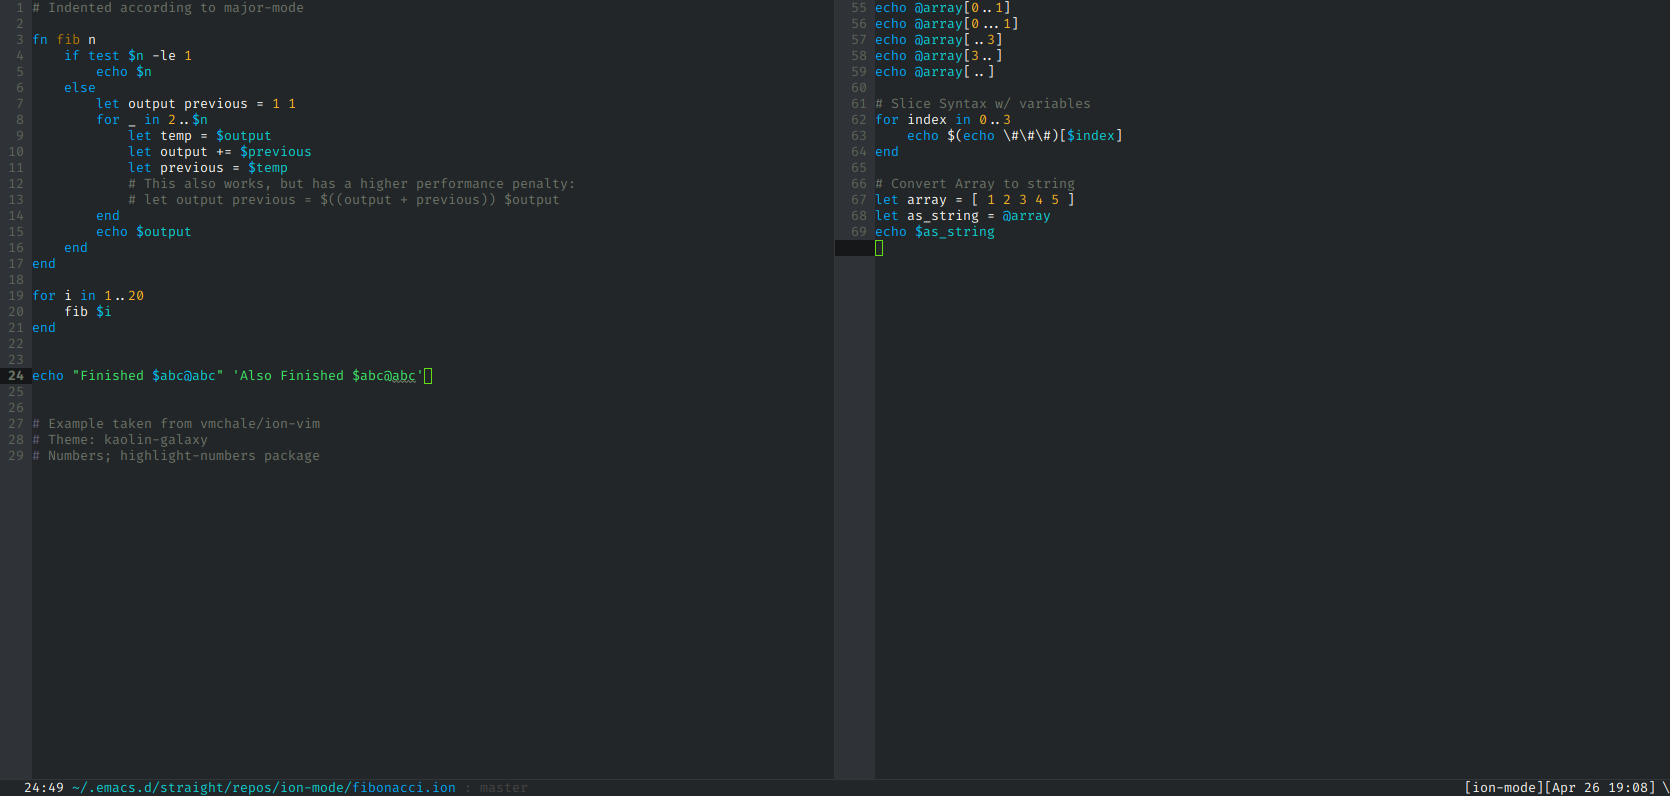 1 # Indented according to major-mode
2
3 fn fib n
4     if test $n -le 1
5         echo $n
6     else
7         let output previous = 1 1
8         for _ in 2..$n
9             let temp = $output
10             let output += $previous
11             let previous = $temp
12             # This also works, but has a higher performance penalty:
13             # let output previous = $((output + previous)) $output
14         end
15         echo $output
16     end
17 end
18
19 for i in 1..20
20     fib $i
21 end
22
23
24 echo "Finished $abc@abc" 'Also Finished $abc@abc'
25
26
27 # Example taken from vmchale/ion-vim
28 # Theme: kaolin-galaxy
29 # Numbers; highlight-numbers package
55 echo @array[0..1]
56 echo @array[0...1]
57 echo @array[..3]
58 echo @array[3..]
59 echo @array[..]
60
61 # Slice Syntax w/ variables
62 for index in 0..3
63     echo $(echo \#\#\#)[$index]
64 end
65
66 # Convert Array to string
67 let array = [ 1 2 3 4 5 ]
68 let as_string = @array
69 echo $as_string
24:49 ~/.emacs.d/straight/repos/ion-mode/fibonacci.ion : master
[ion-mode][Apr 26 19:08] \